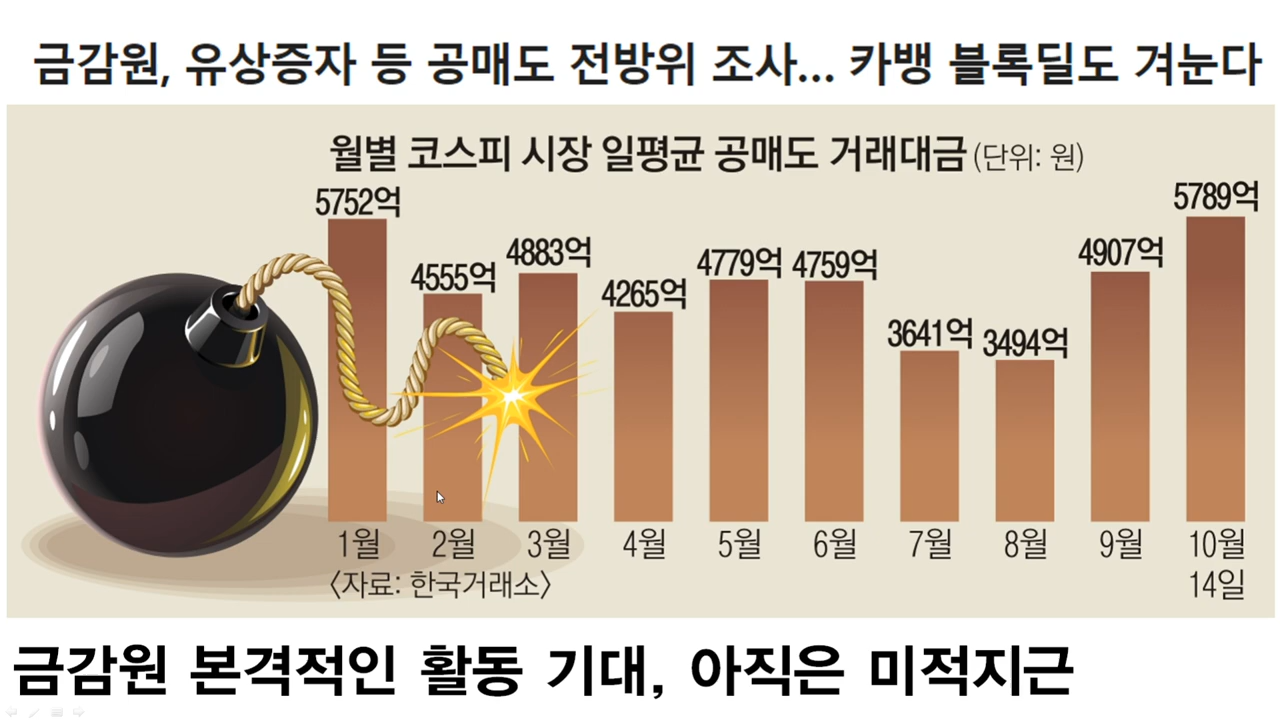 금감원, 유상증자 등 공매도 전방위 조사... 카뱅 블록딜도 겨눈다
월별 코스피 시장 일평균 공매도 거래대금 (단위: 원)
5752억 4555억 4883억 4265억 4779억 4759억 3641억 3494억 4907억 5789억
1월 2월 3월 4월 5월 6월 7월 8월 9월 10월
〈자료: 한국거래소〉 14일
금감원 본격적인 활동 기대, 아직은 미적지근